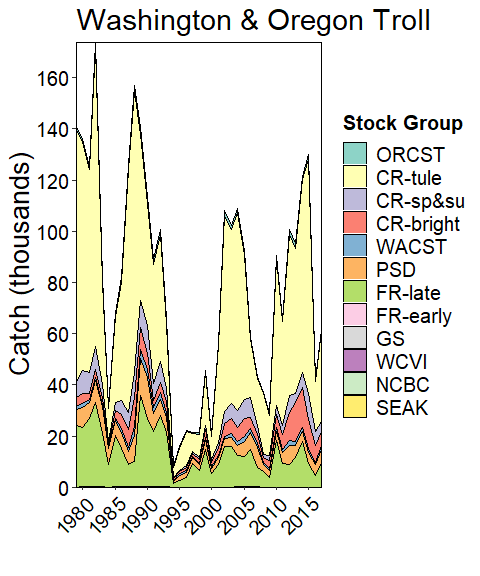 Washington & Oregon Troll
Catch (thousands)
160
140
120
100
80
60
40
20
0
1980
1985
1990
1995
2000
2005
2010
2015
Stock Group
ORCST
CR-tule
CR-sp&su
CR-bright
WACST
PSD
FR-late
FR-early
GS
WCVI
NCBC
SEAK